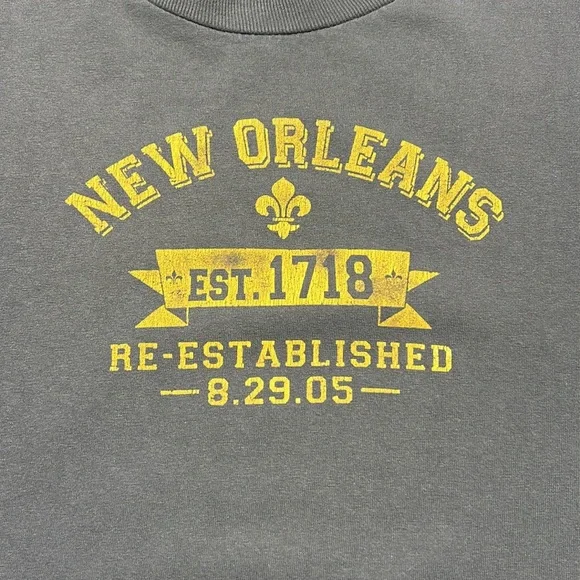 NEW ORLEANS
EST. 1718
RE-ESTABLISHED
8.29.05